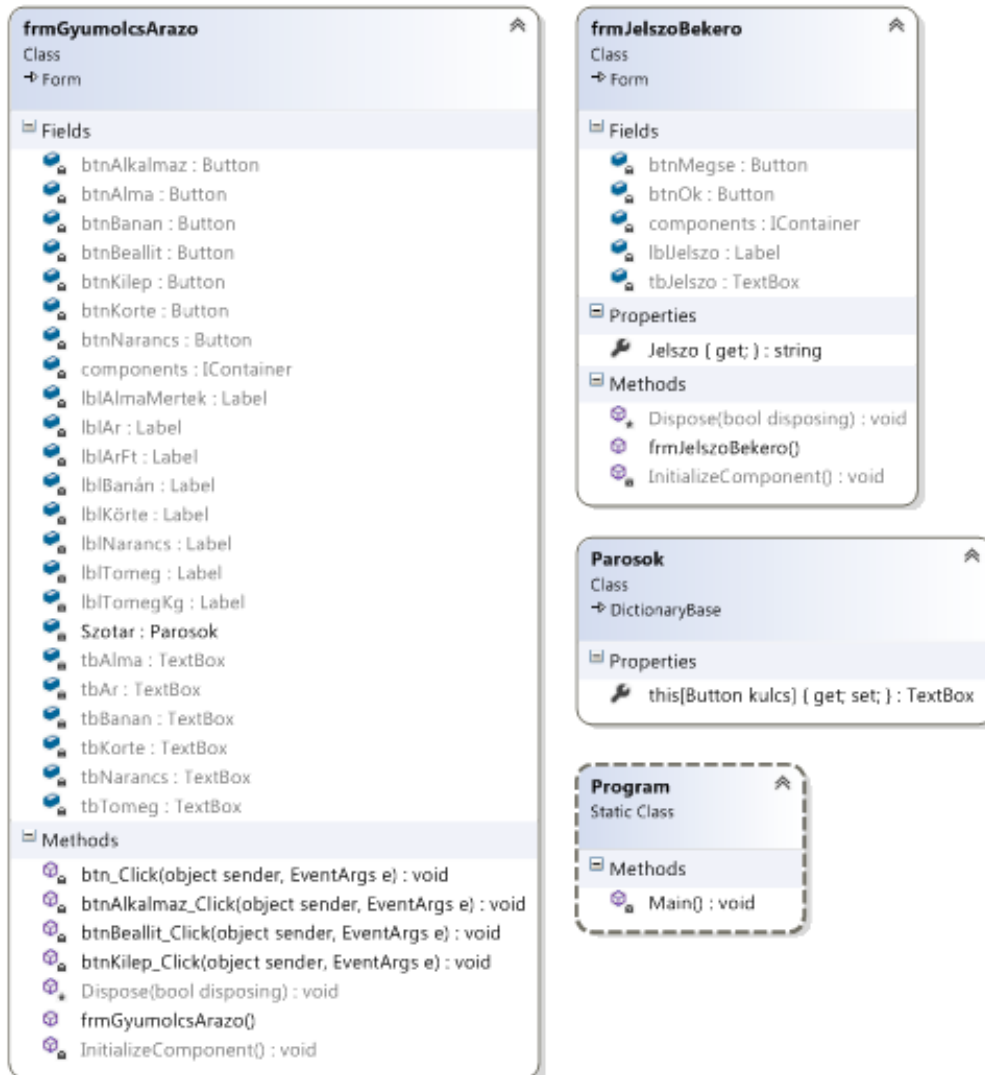 frmGyumolcsArazo
Class
Form
Fields
btnAlkalmaz : Button
btnAlma : Button
btnBanan : Button
btnBeallit : Button
btnKilep : Button
btnKorte : Button
btnNarancs : Button
components : IContainer
lblAlmaMertek : Label
lblAr : Label
lblArFt : Label
lblBanán : Label
lblKörte : Label
lblNarancs : Label
lblTomeg : Label
lblTomegKg : Label
Szotar : Parosok
tbAlma : TextBox
tbAr : TextBox
tbBanan : TextBox
tbKorte : TextBox
tbNarancs : TextBox
tbTomeg : TextBox
Methods
btn_Click(object sender, EventArgs e) : void
btnAlkalmaz_Click(object sender, EventArgs e) : void
btnBeallit_Click(object sender, EventArgs e) : void
btnKilep_Click(object sender, EventArgs e) : void
Dispose(bool disposing) : void
frmGyumolcsArazo()
InitializeComponent() : void
frmJelszoBekero
Class
Form
Fields
btnMegse : Button
btnOk : Button
components : IContainer
lblJelszo : Label
tbJelszo : TextBox
Properties
Jelszo { get; } : string
Methods
Dispose(bool disposing) : void
frmJelszoBekero()
InitializeComponent() : void
Parosok
Class
DictionaryBase
Properties
this[Button kulcs] { get; set; } : TextBox
Program
Static Class
Methods
Main() : void